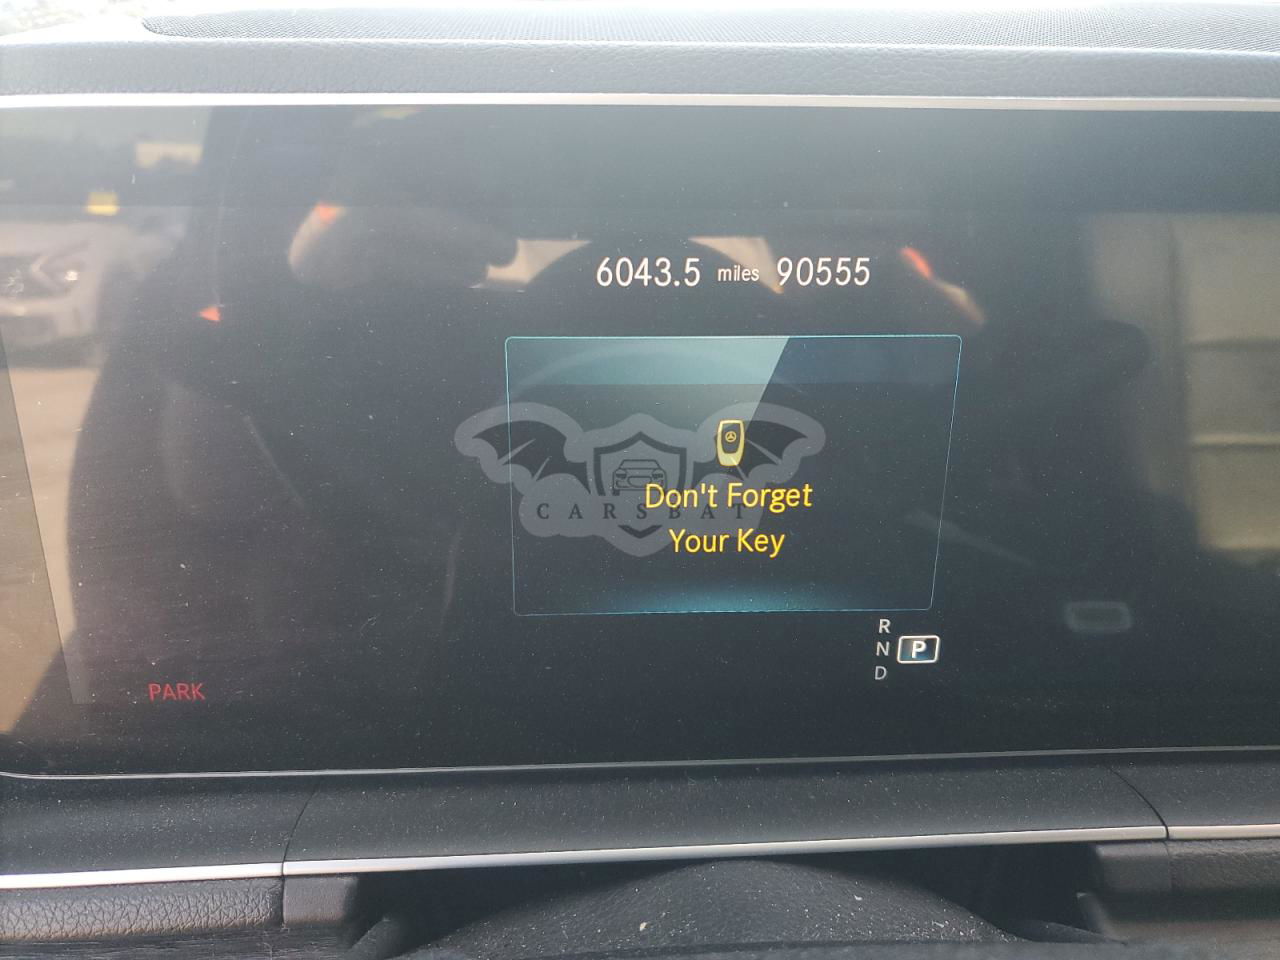 6043.5 miles 90555
CARSBAT
Don't Forget
Your Key
R
N P
D
PARK